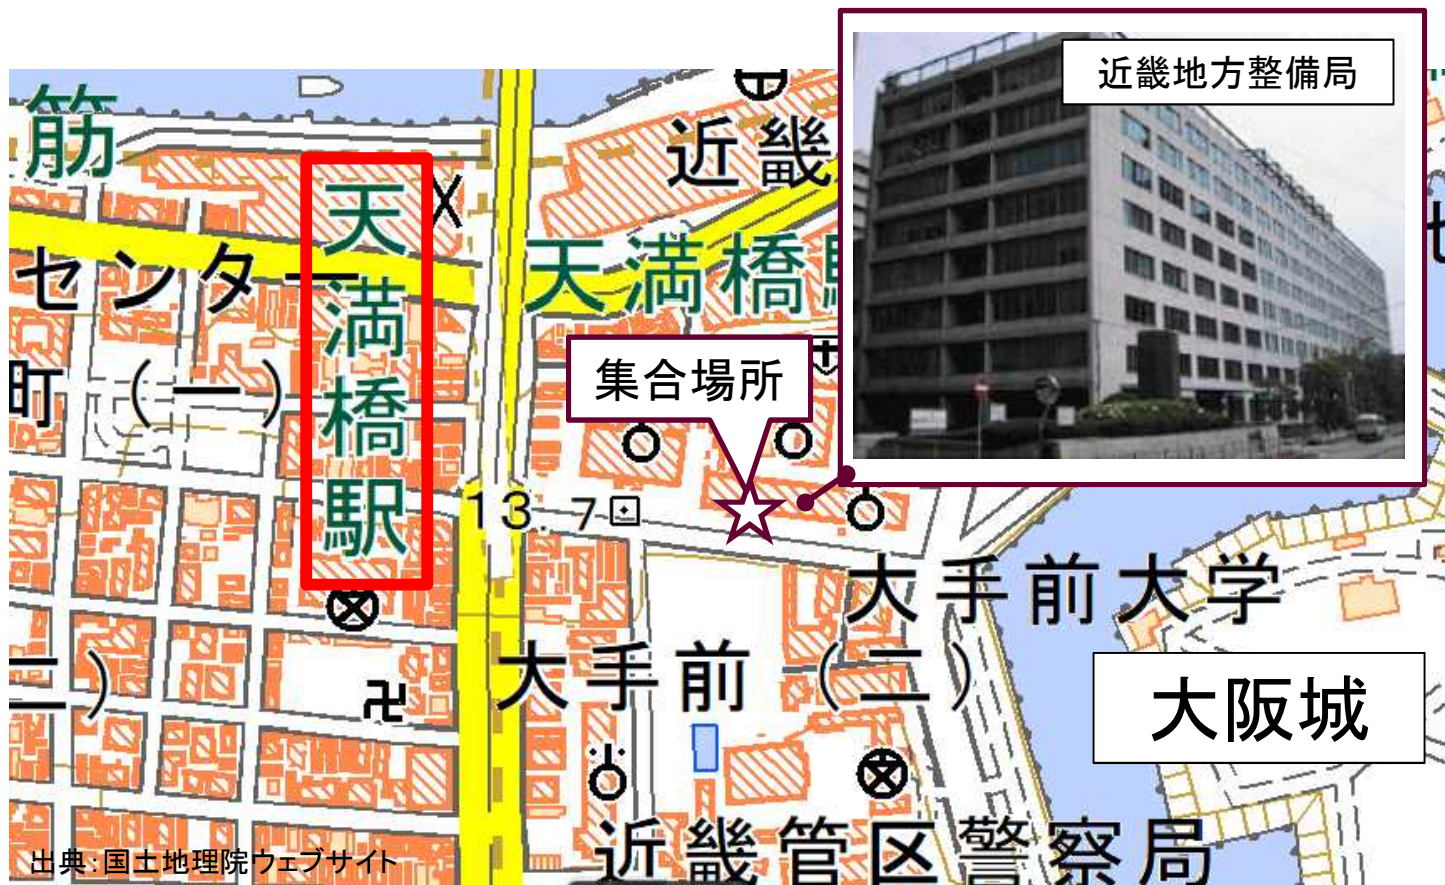 近畿地方整備局
筋
近畿
天満橋駅
天満橋
センター
集合場所
町（一）
13.7
大手前大学
二）
大手前（二）
大阪城
近畿管区警察局
出典：国土地理院ウェブサイト